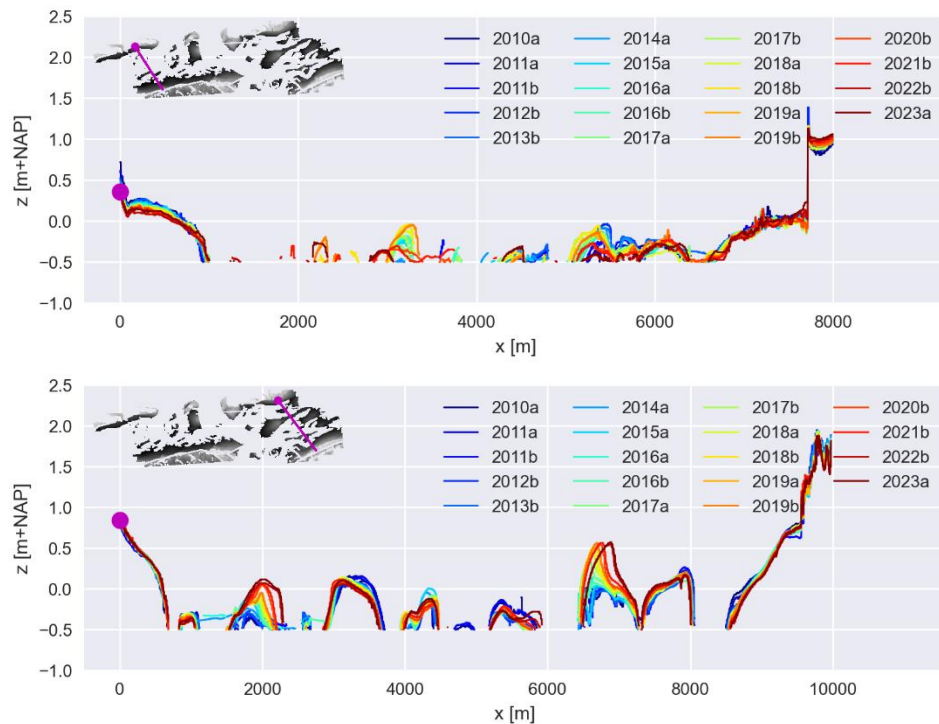 2.5
2.0
1.5
1.0
0.5
0.0
−0.5
−1.0
z [m+NAP]
2010a 2014a 2017b 2020b
2011a 2015a 2018a 2021b
2011b 2016a 2018b 2022b
2012b 2016b 2019a 2023a
2013b 2017a 2019b
0 2000 4000 6000 8000
x [m]
2.5
2.0
1.5
1.0
0.5
0.0
−0.5
−1.0
z [m+NAP]
2010a 2014a 2017b 2020b
2011a 2015a 2018a 2021b
2011b 2016a 2018b 2022b
2012b 2016b 2019a 2023a
2013b 2017a 2019b
0 2000 4000 6000 8000 10000
x [m]